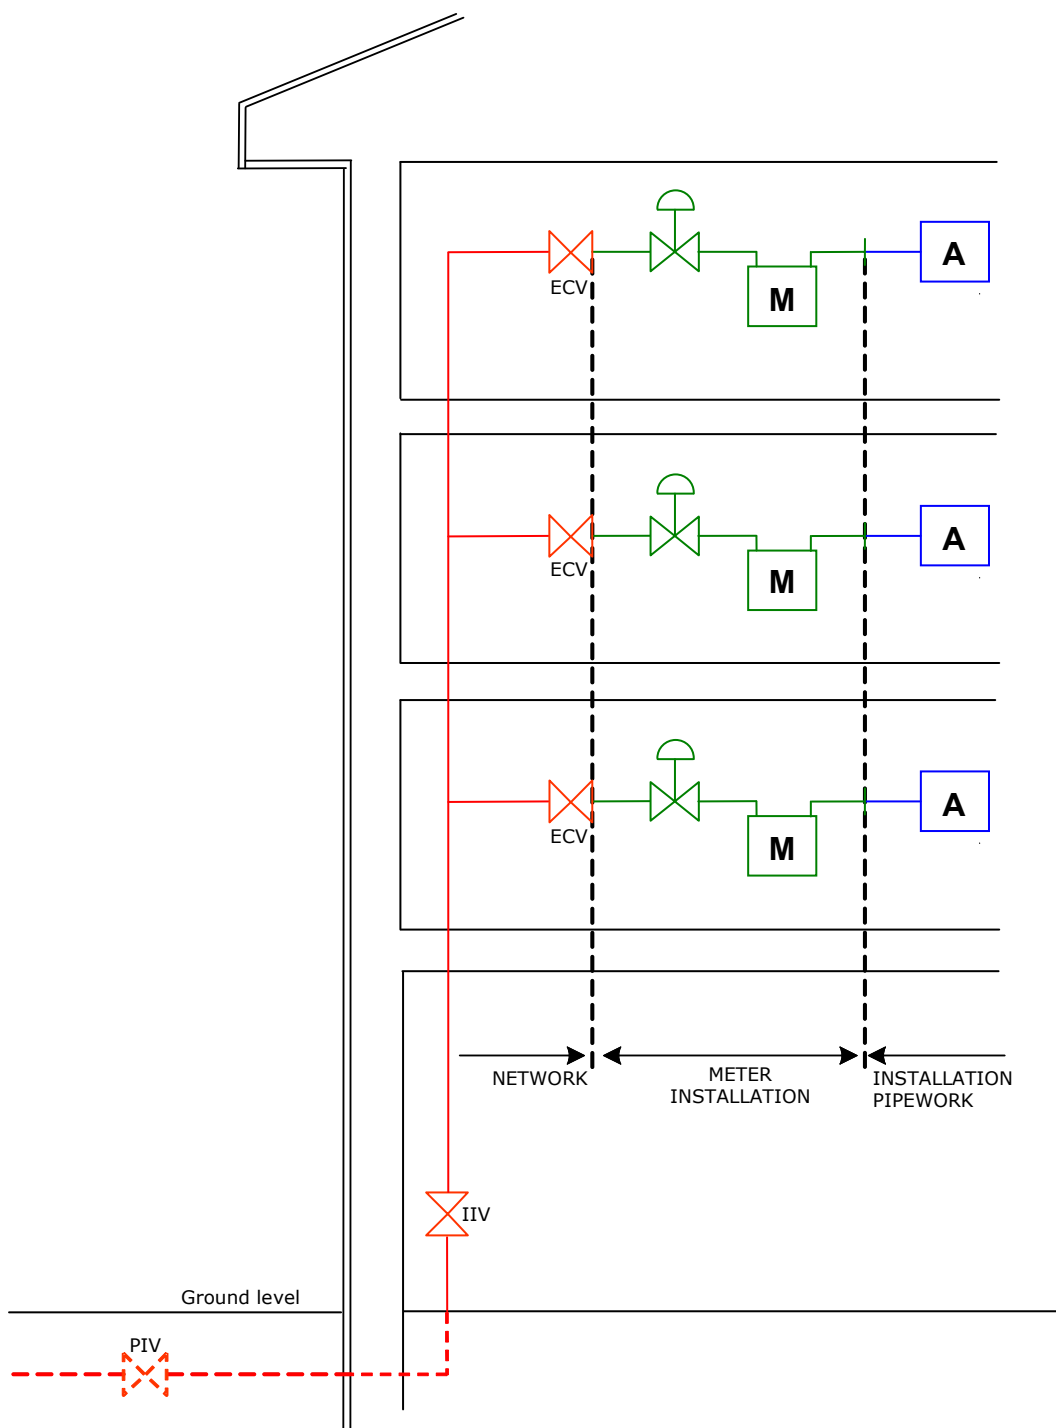 A
ECV
M
A
ECV
M
A
ECV
M
NETWORK
METER
INSTALLATION
INSTALLATION
PIPEWORK
IIV
Ground level
PIV